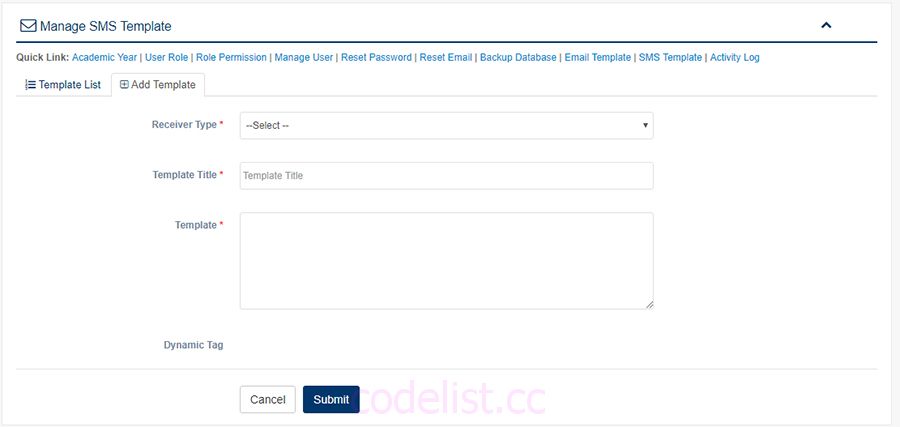 Manage SMS Template
Quick Link: Academic Year | User Role | Role Permission | Manage User | Reset Password | Reset Email | Backup Database | Email Template | SMS Template | Activity Log
Template List Add Template
Receiver Type * --Select --
Template Title * Template Title
Template *
Dynamic Tag
Cancel Submit codelist.cc